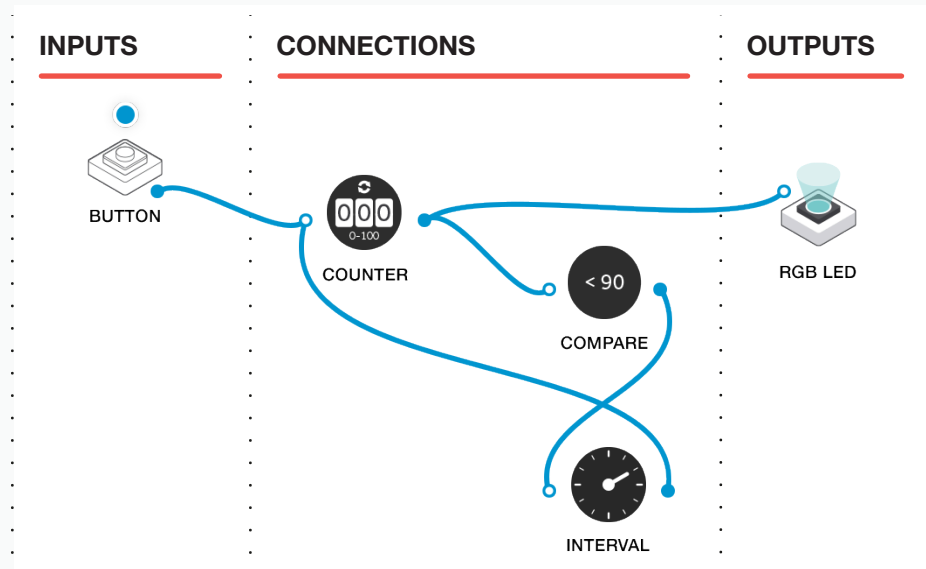 INPUTS
CONNECTIONS
OUTPUTS
BUTTON
000
0-100
COUNTER
< 90
COMPARE
RGB LED
INTERVAL